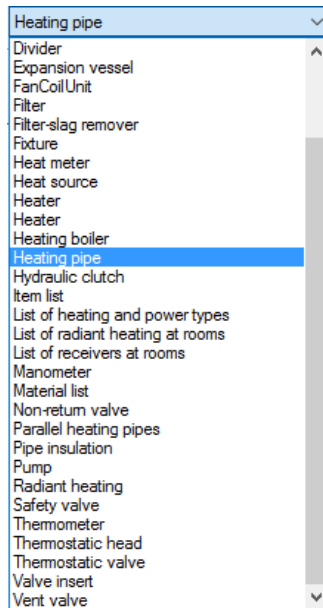 Heating pipe
Divider
Expansion vessel
FanCoilUnit
Filter
Filter-slag remover
Fixture
Heat meter
Heat source
Heater
Heater
Heating boiler
Heating pipe
Hydraulic clutch
Item list
List of heating and power types
List of radiant heating at rooms
List of receivers at rooms
Manometer
Material list
Non-return valve
Parallel heating pipes
Pipe insulation
Pump
Radiant heating
Safety valve
Thermometer
Thermostatic head
Thermostatic valve
Valve insert
Vent valve